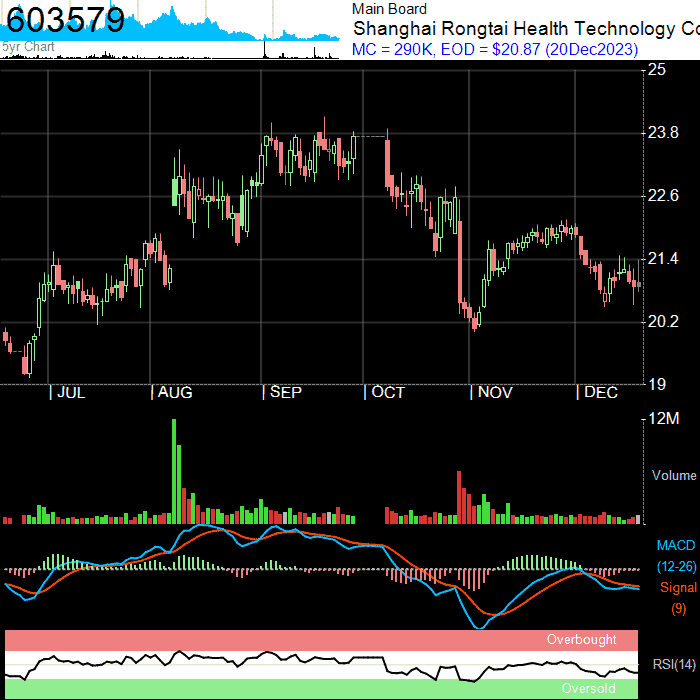 603579
5yr Chart
Main Board
Shanghai Rongtai Health Technology Co
MC = 290K, EOD = $20.87 (20Dec2023)
25
23.8
22.6
21.4
20.2
19
JUL
AUG
SEP
OCT
NOV
DEC
12M
Volume
MACD
(12-26)
Signal
(9)
Overbought
RSI(14)
Oversold